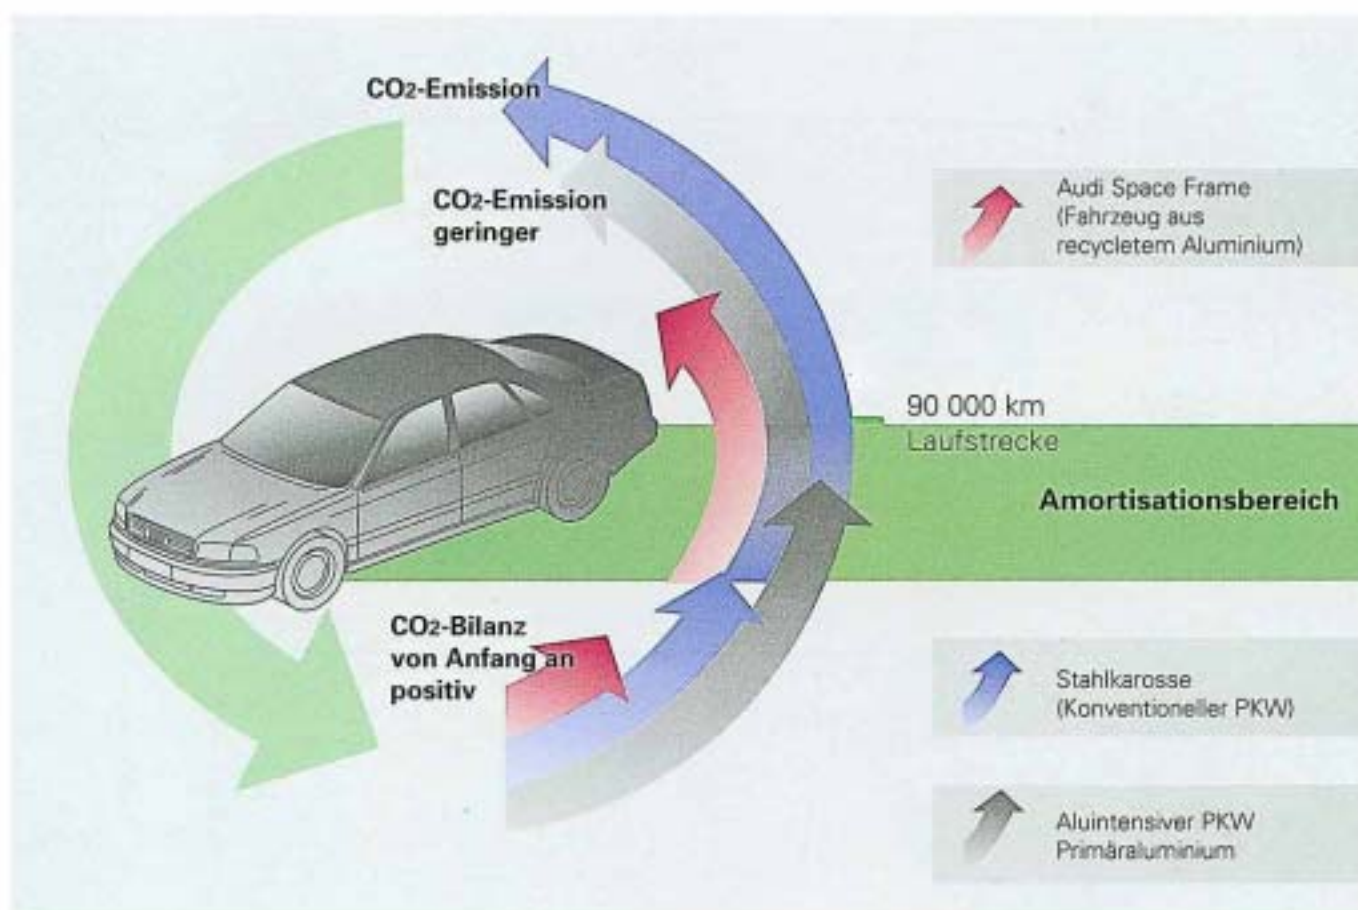 CO2-Emission
CO2-Emission
geringer
Audi Space Frame
(Fahrzeug aus
recycletem Aluminium)
90 000 km
Laufstrecke
Amortisationsbereich
CO2-Bilanz
von Anfang an
positiv
Stahlkarosse
(Konventioneller PKW)
Aluintensiver PKW
Primäraluminium